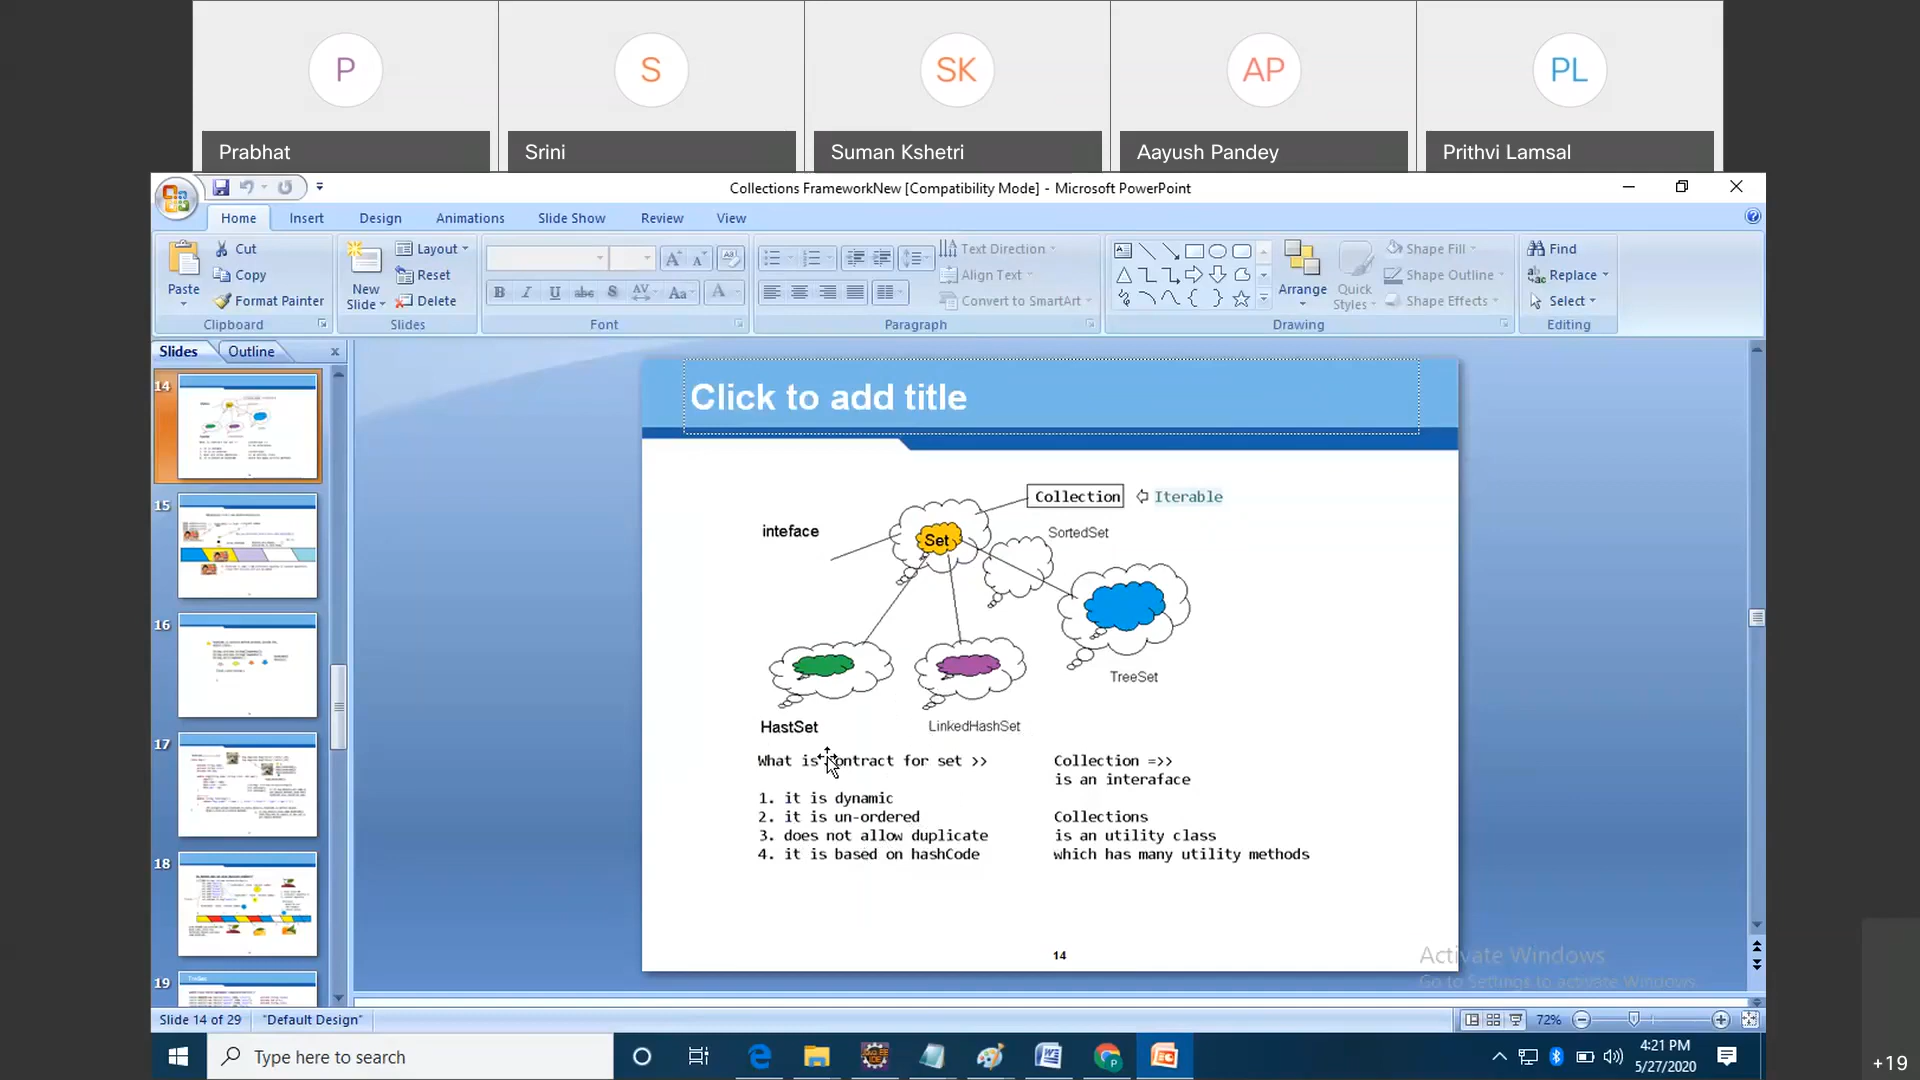 P
S
SK
AP
PL
Prabhat
Srini
Suman Kshetri
Aayush Pandey
Prithvi Lamsal
Collections FrameworkNew [Compatibility Mode] - Microsoft PowerPoint
Home
Insert
Design
Animations
Slide Show
Review
View
Paste
Cut
Copy
Format Painter
Clipboard
New Slide
Layout
Reset
Delete
Slides
Font
Text Direction
Align Text
Convert to SmartArt
Paragraph
Arrange
Quick Styles
Shape Fill
Shape Outline
Shape Effects
Drawing
Find
Replace
Select
Editing
Slides
Outline
x
14
15
16
17
18
19
Click to add title
Collection
Iterable
inteface
Set
SortedSet
TreeSet
HastSet
LinkedHashSet
What is contract for set >>
1. it is dynamic
2. it is un-ordered
3. does not allow duplicate
4. it is based on hashCode
Collection =>>
is an interaface
Collections
is an utility class
which has many utility methods
14
Activate Windows
Go to Settings to activate Windows.
Slide 14 of 29
"Default Design"
72%
Type here to search
4:21 PM
5/27/2020
+19